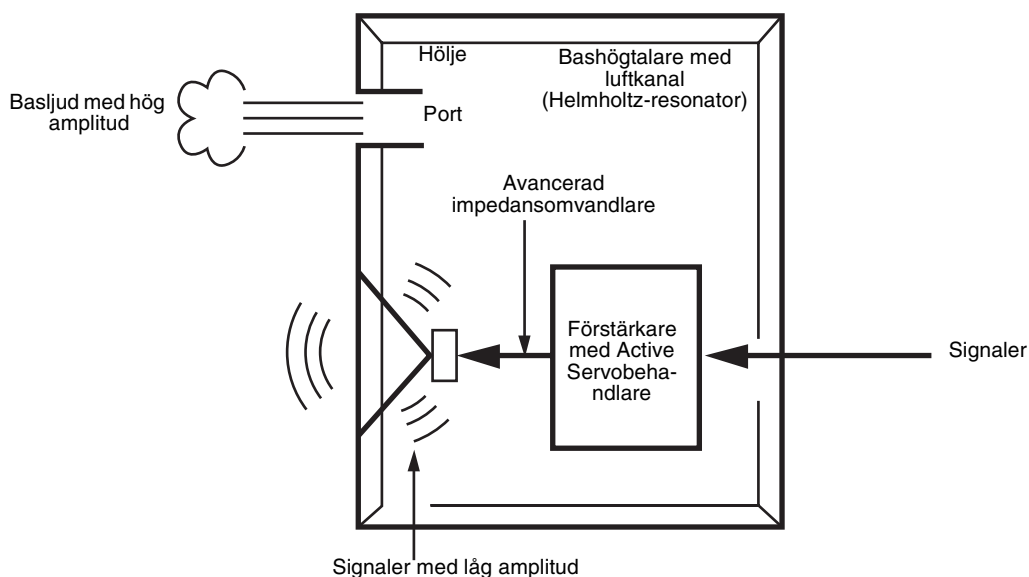 Hölje
Bashögtalare med
luftkanal
(Helmholtz-resonator)
Basljud med hög
amplitud
Port
Avancerad
impedansomvandlare
Förstärkare
med Active
Servobeha-
ndlare
Signaler
Signaler med låg amplitud